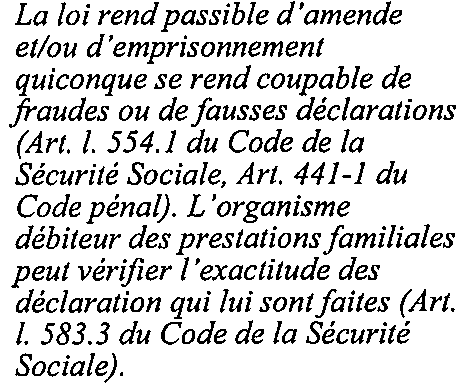 La loi rend passible d'amende
et/ou d'emprisonnement
quiconque se rend coupable de
fraudes ou de fausses déclarations
(Art. l. 554.1 du Code de la
Sécurité Sociale, Art. 441-1 du
Code pénal). L'organisme
débiteur des prestations familiales
peut vérifier l'exactitude des
déclaration qui lui sont faites (Art.
l. 583.3 du Code de la Sécurité
Sociale).